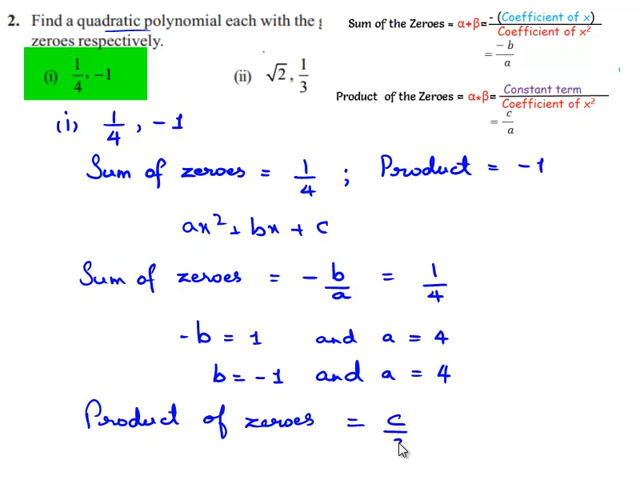 2. Find a quadratic polynomial each with the
zeroes respectively.
(i) 1/4, −1
(ii) √2, 1/3
Sum of the Zeroes = α+β= -(Coefficient of x) / Coefficient of x²
= -b / a
Product of the Zeroes = α*β= Constant term / Coefficient of x²
= c / a
(i) 1/4, -1
Sum of zeroes = 1/4 ; Product = -1
ax² + bx + c
Sum of zeroes = - b/a = 1/4
-b = 1 and a = 4
b = -1 and a = 4
Product of zeroes = c